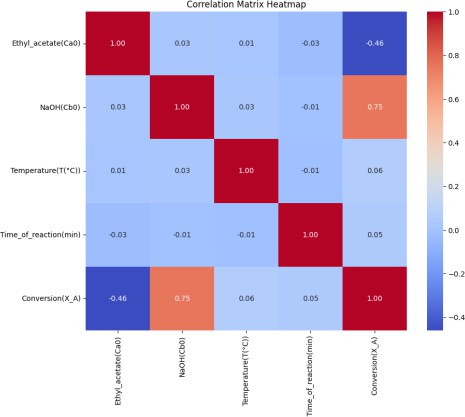 Correlation Matrix Heatmap
Ethyl_acetate(Ca0) 1.00 0.03 0.01 -0.03 -0.46
NaOH(Cb0) 0.03 1.00 0.03 -0.01 0.75
Temperature(T(°C)) 0.01 0.03 1.00 -0.01 0.06
Time_of_reaction(min) -0.03 -0.01 -0.01 1.00 0.05
Conversion(X_A) -0.46 0.75 0.06 0.05 1.00
Ethyl_acetate(Ca0)
NaOH(Cb0)
Temperature(T(°C))
Time_of_reaction(min)
Conversion(X_A)
1.0
0.8
0.6
0.4
0.2
0.0
-0.2
-0.4